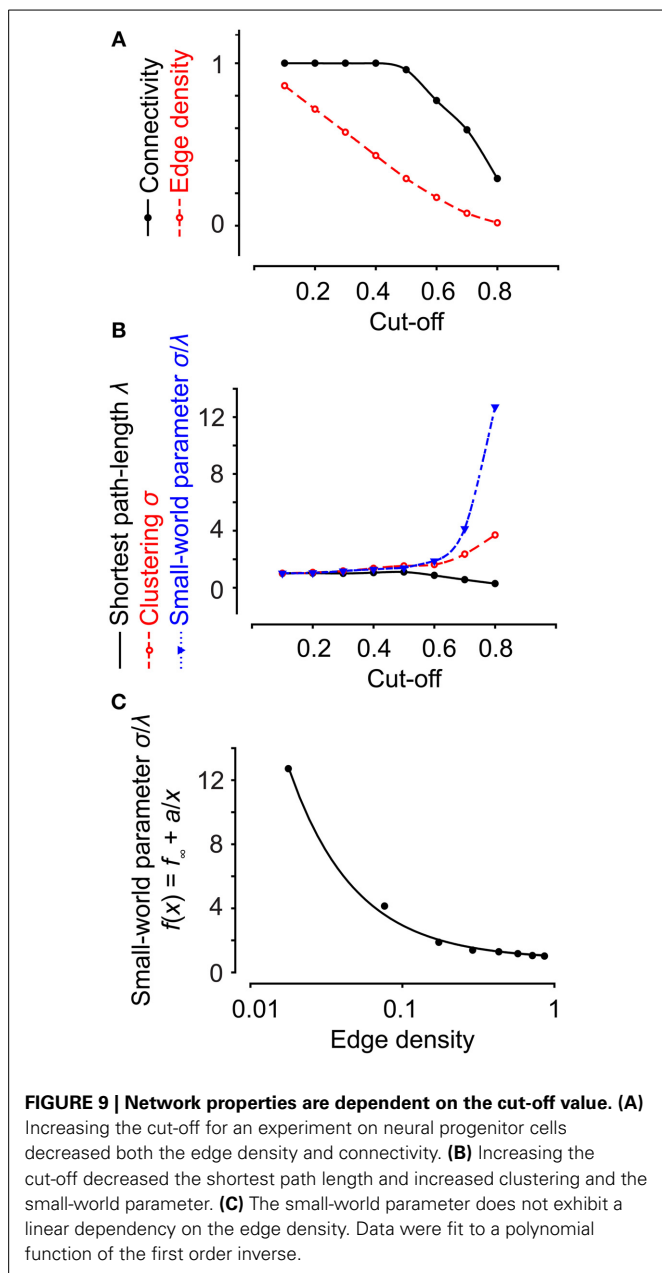 A
Connectivity
Edge density
1
0
0.2 0.4 0.6 0.8
Cut-off
B
Shortest path-length λ
Clustering σ
Small-world parameter σ/λ
12
8
4
0
0.2 0.4 0.6 0.8
Cut-off
C
Small-world parameter σ/λ
f(x) = f∞ + a/x
12
8
4
0
0.01 0.1 1
Edge density
FIGURE 9 | Network properties are dependent on the cut-off value. (A)
Increasing the cut-off for an experiment on neural progenitor cells
decreased both the edge density and connectivity. (B) Increasing the
cut-off decreased the shortest path length and increased clustering and the
small-world parameter. (C) The small-world parameter does not exhibit a
linear dependency on the edge density. Data were fit to a polynomial
function of the first order inverse.